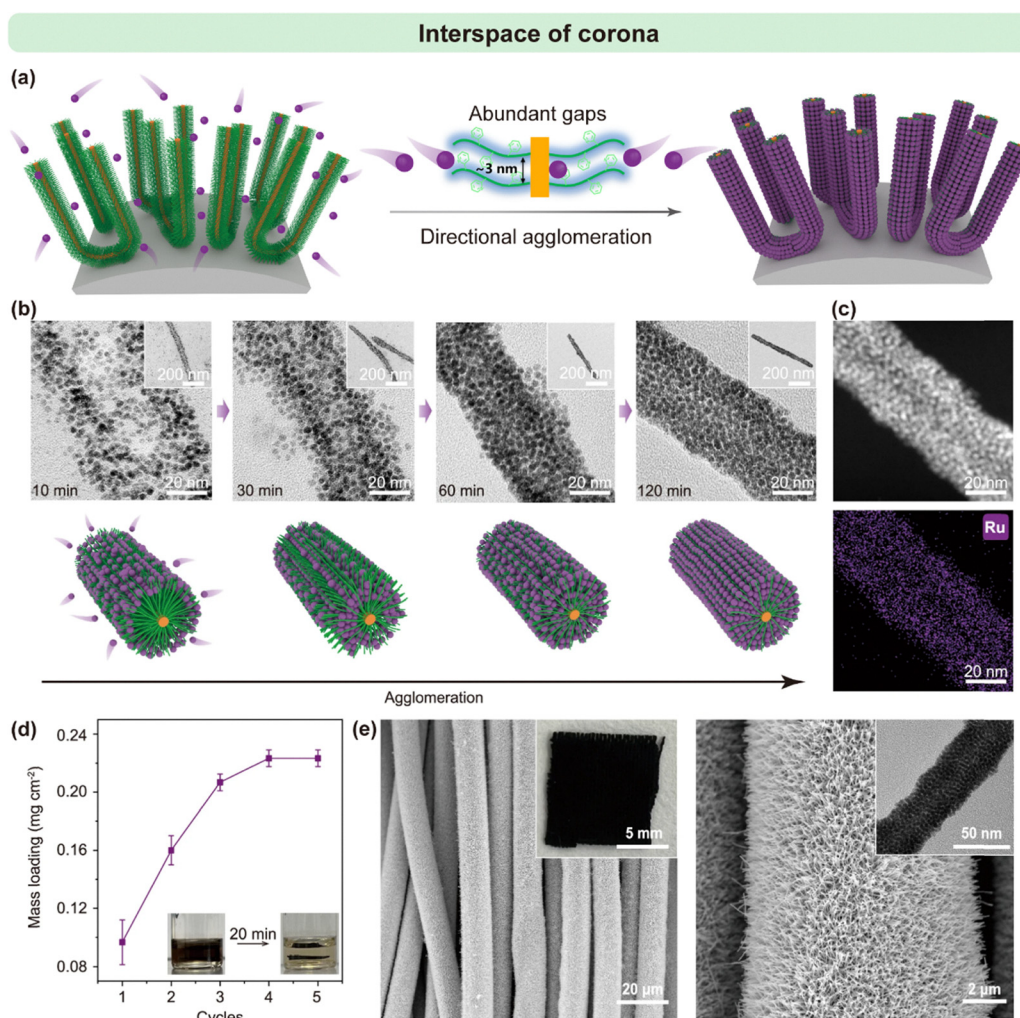 Interspace of corona
(a)
Abundant gaps
~3 nm
Directional agglomeration
(b)
200 nm
200 nm
200 nm
200 nm
10 min
20 nm
30 min
20 nm
60 min
20 nm
120 min
20 nm
(c)
20 nm
Ru
20 nm
Agglomeration
(d)
Mass loading (mg cm⁻²)
0.24
0.20
0.16
0.12
0.08
20 min
1 2 3 4 5
Cycles
(e)
5 mm
20 µm
50 nm
2 µm